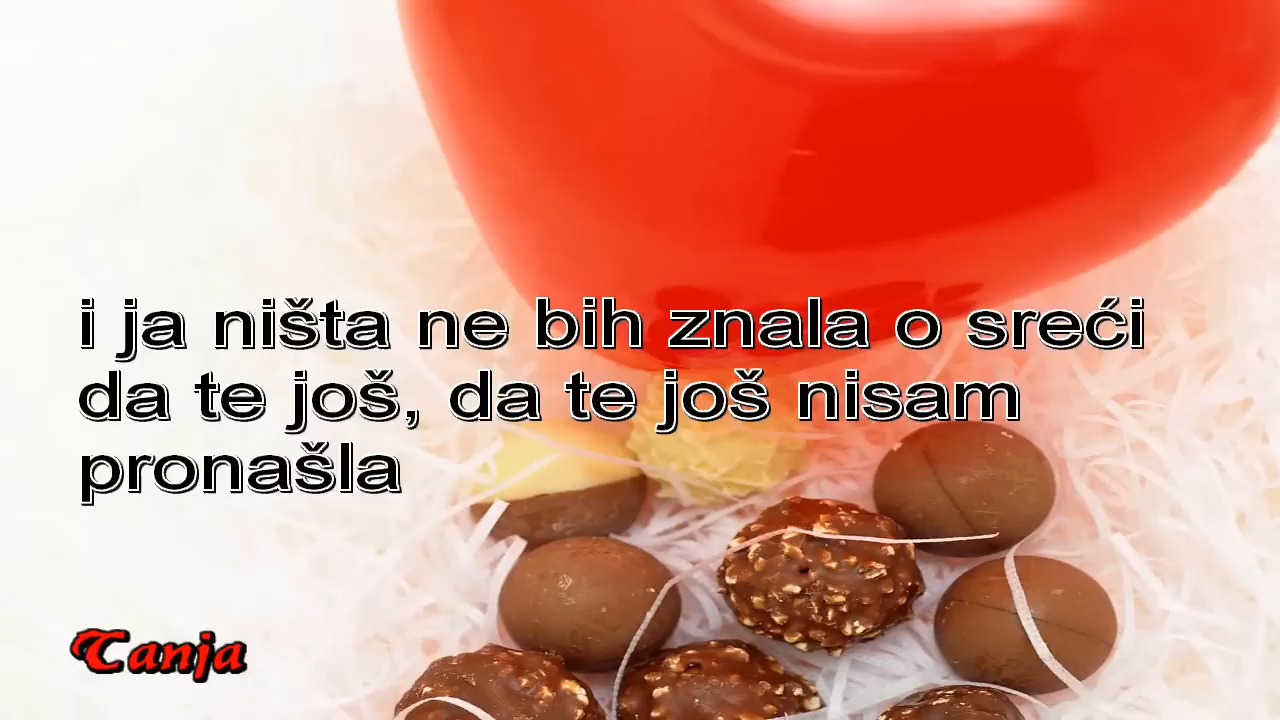 i ja ništa ne bih znala o sreći
da te još, da te još nisam
pronašla
Tanja